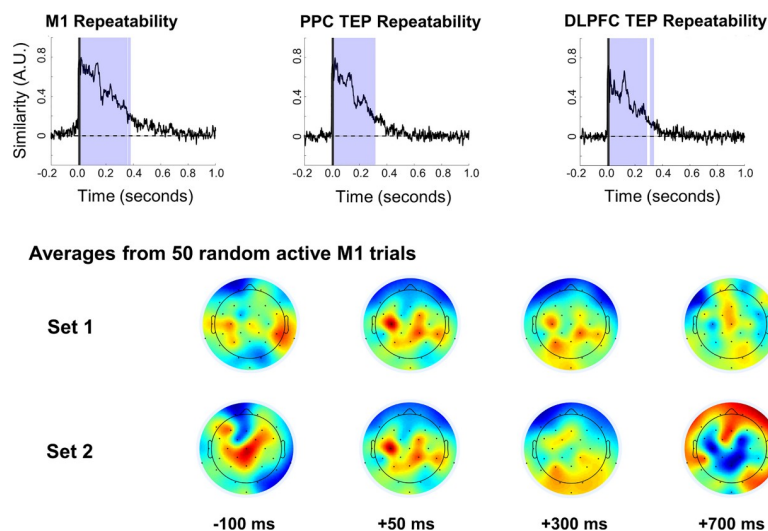 M1 Repeatability
PPC TEP Repeatability
DLPFC TEP Repeatability
Similarity (A.U.)
0.8
0.4
0
-0.2 0.0 0.2 0.4 0.6 0.8 1.0
Time (seconds)
0.8
0.4
0
-0.2 0.0 0.2 0.4 0.6 0.8 1.0
Time (seconds)
0.8
0.4
0
-0.2 0.0 0.2 0.4 0.6 0.8 1.0
Time (seconds)
Averages from 50 random active M1 trials
Set 1
Set 2
-100 ms +50 ms +300 ms +700 ms